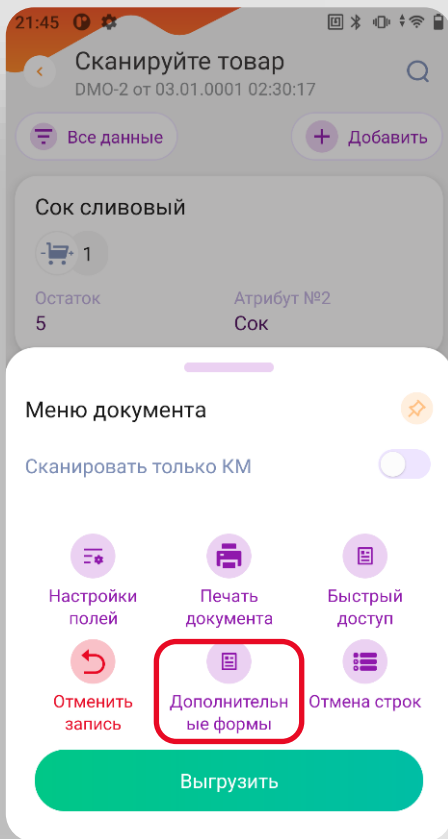 21:45
Сканируйте товар
DMO-2 от 03.01.0001 02:30:17
Все данные
Добавить
Сок сливовый
1
Остаток
Атрибут №2
5
Сок
Меню документа
Сканировать только КМ
Настройки
полей
Печать
документа
Быстрый
доступ
Отменить
запись
Дополнительн
ые формы
Отмена строк
Выгрузить